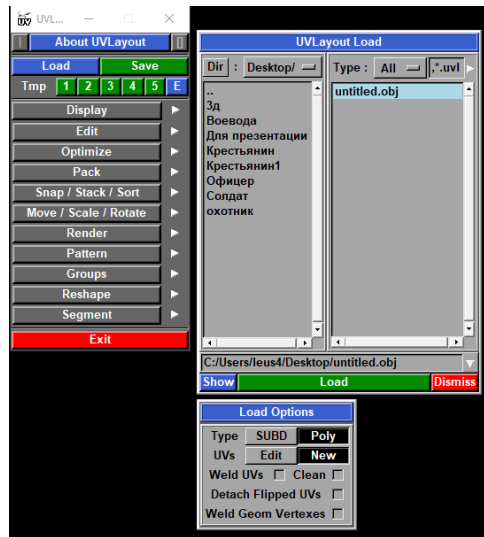 UVL...
About UVLayout
Load Save
Tmp 1 2 3 4 5 E
Display
Edit
Optimize
Pack
Snap / Stack / Sort
Move / Scale / Rotate
Render
Pattern
Groups
Reshape
Segment
Exit
UVLayout Load
Dir : Desktop/
Type : All ,*.uvl
..
3д
Воевода
Для презентации
Крестьянин
Крестьянин1
Офицер
Солдат
охотник
untitled.obj
C:/Users/leus4/Desktop/untitled.obj
Show Load Dismiss
Load Options
Type SUBD Poly
UVs Edit New
Weld UVs Clean
Detach Flipped UVs
Weld Geom Vertexes